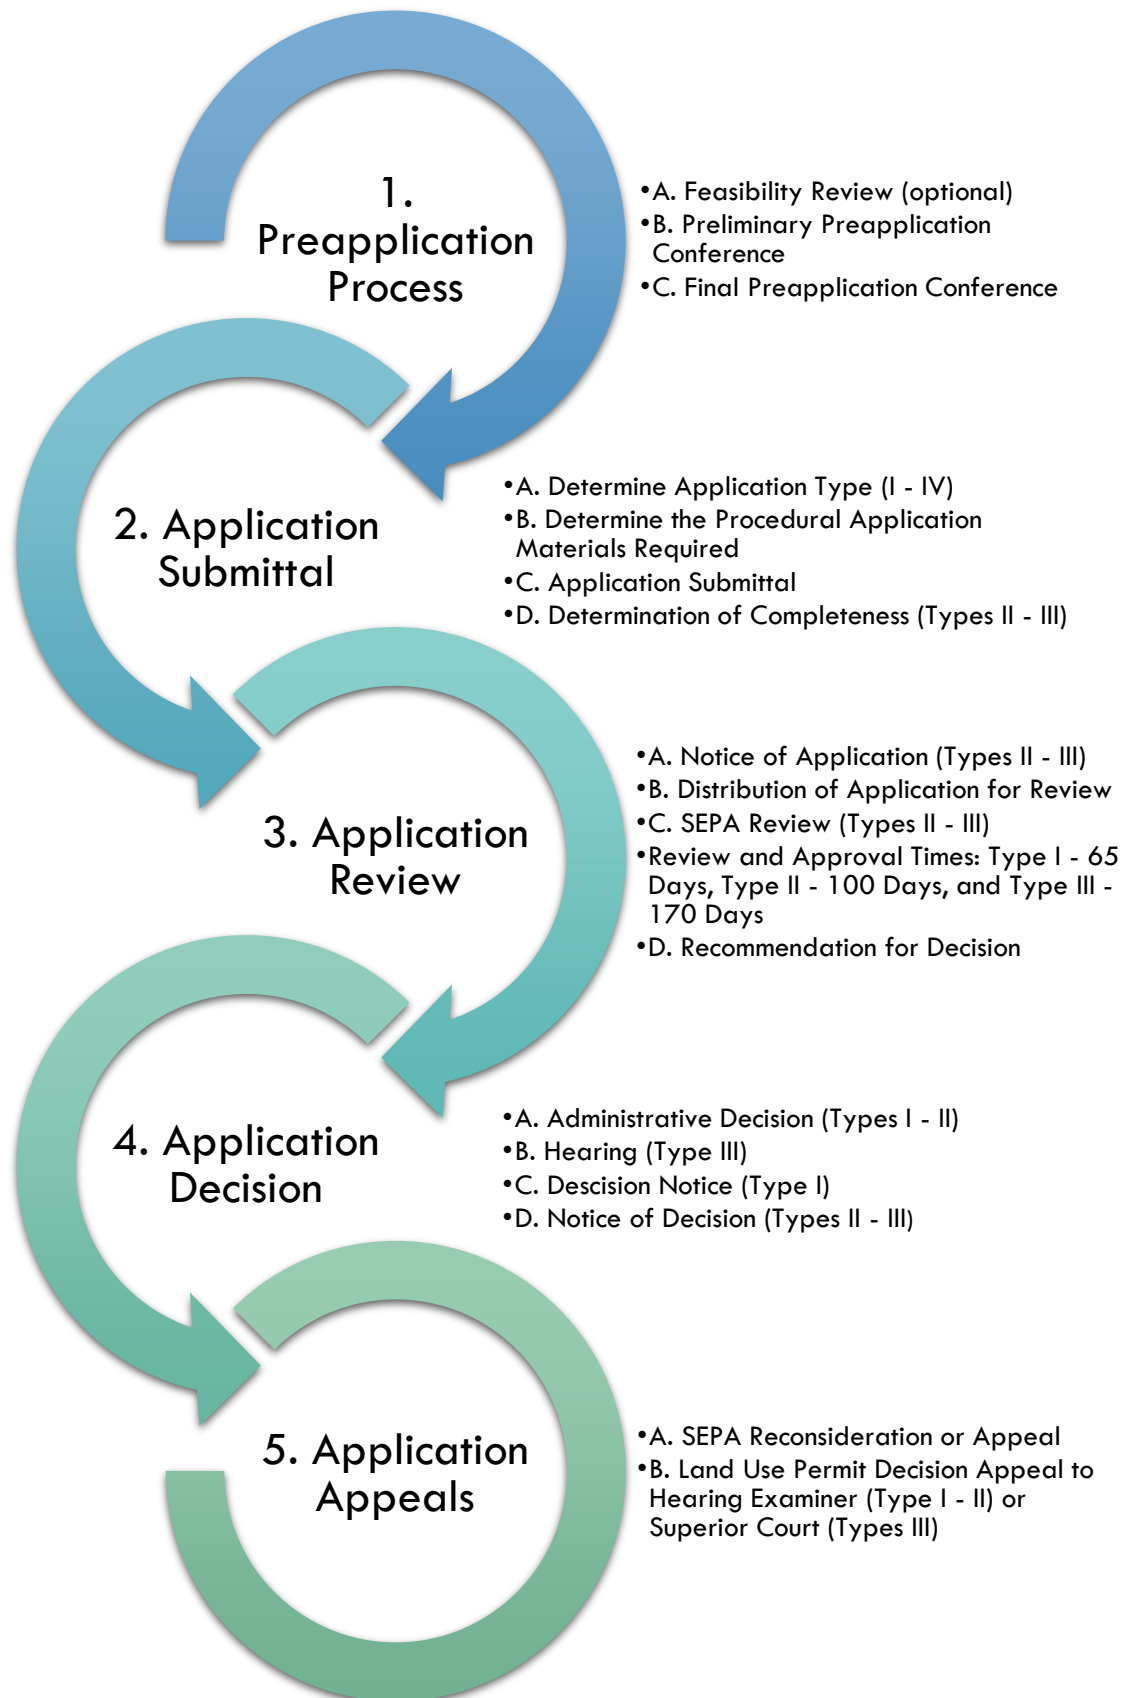 1.
Preapplication
Process
•A. Feasibility Review (optional)
•B. Preliminary Preapplication
Conference
•C. Final Preapplication Conference
2. Application
Submittal
•A. Determine Application Type (I - IV)
•B. Determine the Procedural Application
Materials Required
•C. Application Submittal
•D. Determination of Completeness (Types II - III)
3. Application
Review
•A. Notice of Application (Types II - III)
•B. Distribution of Application for Review
•C. SEPA Review (Types II - III)
•Review and Approval Times: Type I - 65
Days, Type II - 100 Days, and Type III -
170 Days
•D. Recommendation for Decision
4. Application
Decision
•A. Administrative Decision (Types I - II)
•B. Hearing (Type III)
•C. Descision Notice (Type I)
•D. Notice of Decision (Types II - III)
5. Application
Appeals
•A. SEPA Reconsideration or Appeal
•B. Land Use Permit Decision Appeal to
Hearing Examiner (Type I - II) or
Superior Court (Types III)